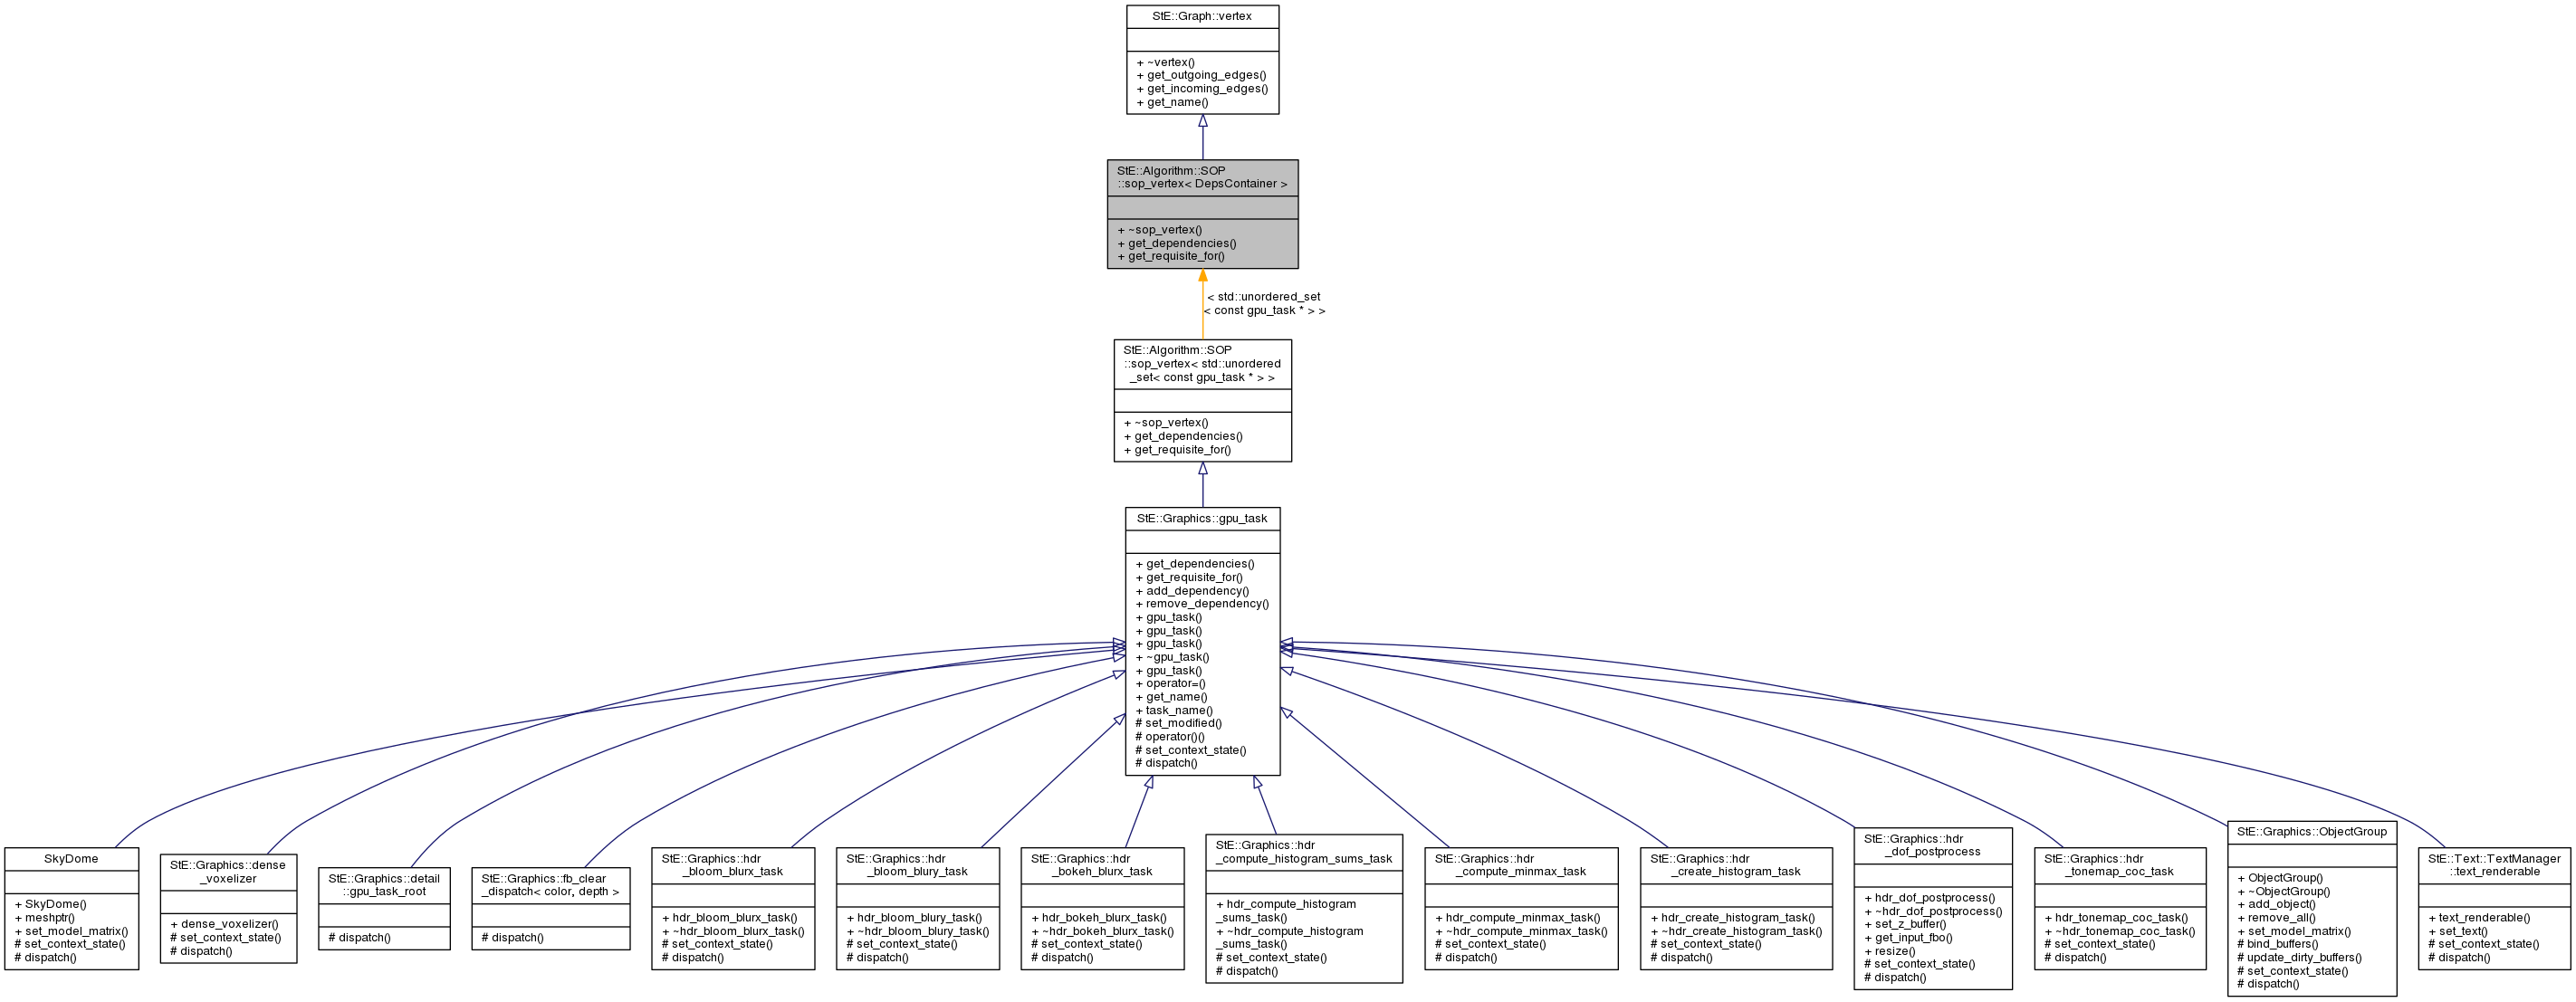 StE::Graph::vertex
+ ~vertex()
+ get_outgoing_edges()
+ get_incoming_edges()
+ get_name()
StE::Algorithm::SOP
::sop_vertex< DepsContainer >
+ ~sop_vertex()
+ get_dependencies()
+ get_requisite_for()
< std::unordered_set
< const gpu_task * > >
StE::Algorithm::SOP
::sop_vertex< std::unordered
_set< const gpu_task * > >
+ ~sop_vertex()
+ get_dependencies()
+ get_requisite_for()
StE::Graphics::gpu_task
+ get_dependencies()
+ get_requisite_for()
+ add_dependency()
+ remove_dependency()
+ gpu_task()
+ gpu_task()
+ gpu_task()
+ ~gpu_task()
+ gpu_task()
+ operator=()
+ get_name()
+ task_name()
# set_modified()
# operator()()
# set_context_state()
# dispatch()
SkyDome
+ SkyDome()
+ meshptr()
+ set_model_matrix()
# set_context_state()
# dispatch()
StE::Graphics::dense
_voxelizer
+ dense_voxelizer()
# set_context_state()
# dispatch()
StE::Graphics::detail
::gpu_task_root
# dispatch()
StE::Graphics::fb_clear
_dispatch< color, depth >
# dispatch()
StE::Graphics::hdr
_bloom_blurx_task
+ hdr_bloom_blurx_task()
+ ~hdr_bloom_blurx_task()
# set_context_state()
# dispatch()
StE::Graphics::hdr
_bloom_blury_task
+ hdr_bloom_blury_task()
+ ~hdr_bloom_blury_task()
# set_context_state()
# dispatch()
StE::Graphics::hdr
_bokeh_blurx_task
+ hdr_bokeh_blurx_task()
+ ~hdr_bokeh_blurx_task()
# set_context_state()
# dispatch()
StE::Graphics::hdr
_compute_histogram_sums_task
+ hdr_compute_histogram
_sums_task()
+ ~hdr_compute_histogram
_sums_task()
# set_context_state()
# dispatch()
StE::Graphics::hdr
_compute_minmax_task
+ hdr_compute_minmax_task()
+ ~hdr_compute_minmax_task()
# set_context_state()
# dispatch()
StE::Graphics::hdr
_create_histogram_task
+ hdr_create_histogram_task()
+ ~hdr_create_histogram_task()
# set_context_state()
# dispatch()
StE::Graphics::hdr
_dof_postprocess
+ hdr_dof_postprocess()
+ ~hdr_dof_postprocess()
+ set_z_buffer()
+ get_input_fbo()
+ resize()
# set_context_state()
# dispatch()
StE::Graphics::hdr
_tonemap_coc_task
+ hdr_tonemap_coc_task()
+ ~hdr_tonemap_coc_task()
# set_context_state()
# dispatch()
StE::Graphics::ObjectGroup
+ ObjectGroup()
+ ~ObjectGroup()
+ add_object()
+ remove_all()
+ set_model_matrix()
# bind_buffers()
# update_dirty_buffers()
# set_context_state()
# dispatch()
StE::Text::TextManager
::text_renderable
+ text_renderable()
+ set_text()
# set_context_state()
# dispatch()